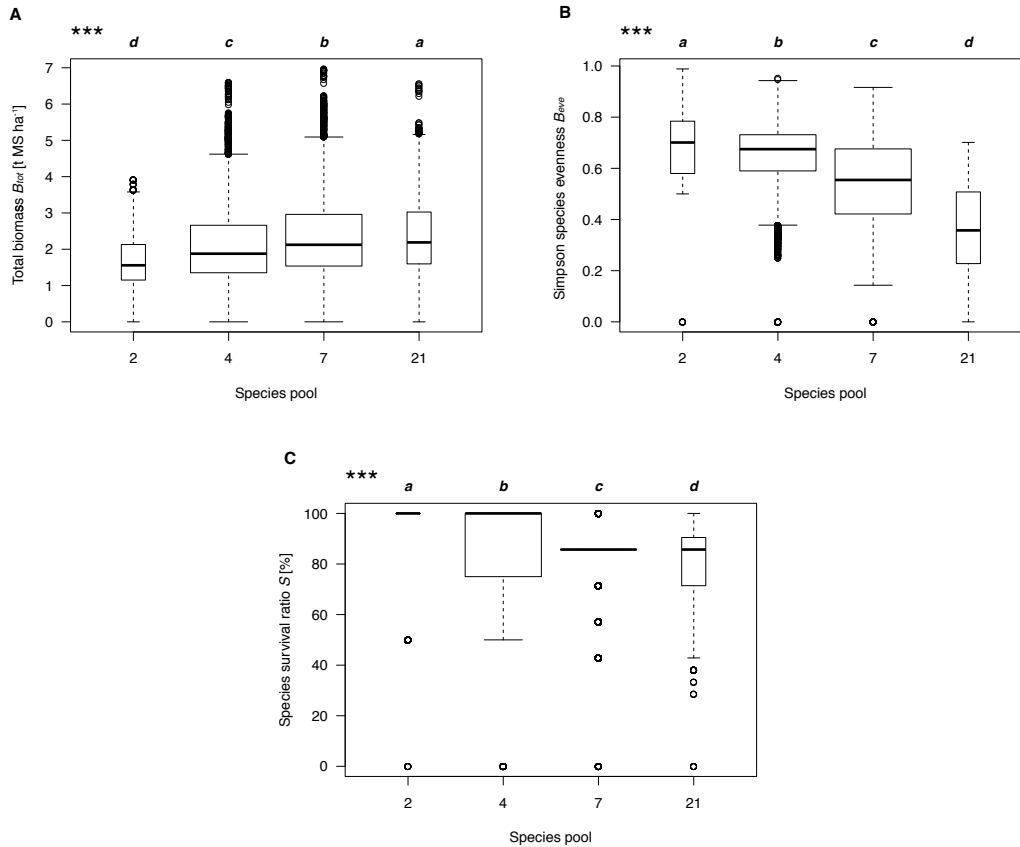 A
***
d c b a
7
6
5
4
3
2
1
0
Total biomass Btot [t MS ha⁻¹]
2 4 7 21
Species pool
B
***
a b c d
1.0
0.8
0.6
0.4
0.2
0.0
Simpson species evenness Beve
2 4 7 21
Species pool
C
***
a b c d
100
80
60
40
20
0
Species survival ratio S [%]
2 4 7 21
Species pool